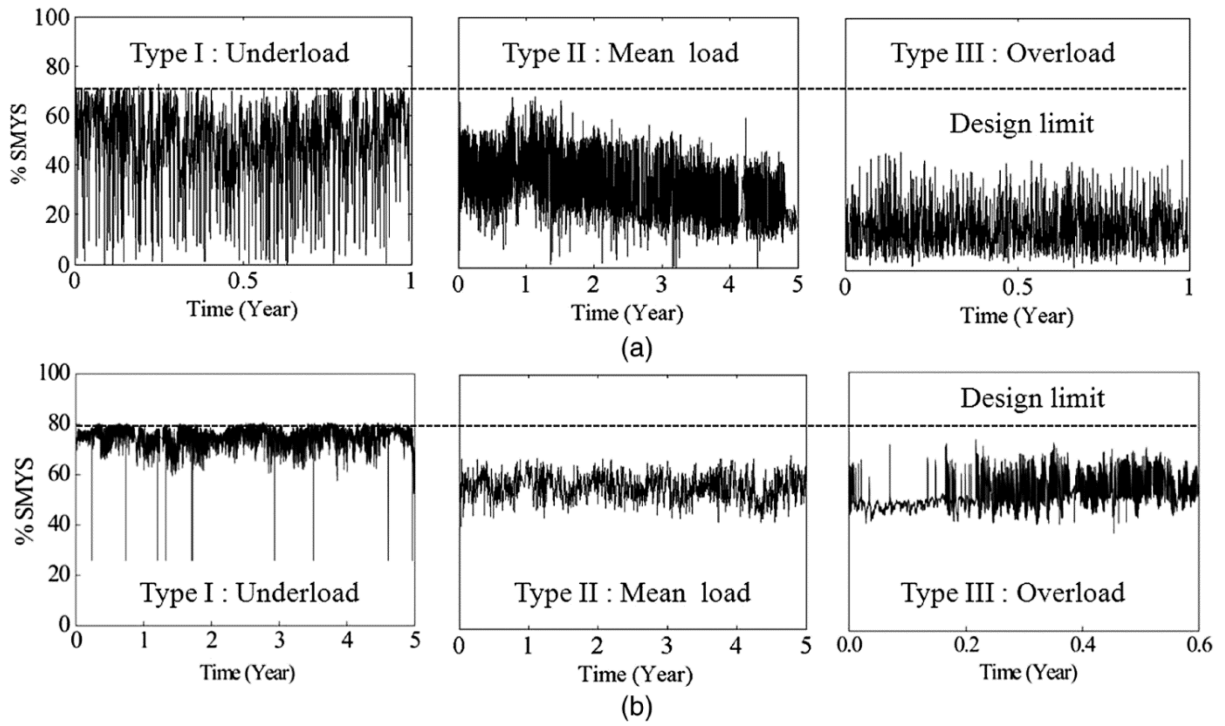 100
80
60
40
20
0
% SMYS
Type I : Underload
0
0.5
1
Time (Year)
Type II : Mean load
0
1
2
3
4
5
Time (Year)
Type III : Overload
Design limit
0
0.5
1
Time (Year)
(a)
100
80
60
40
20
0
% SMYS
Type I : Underload
0
1
2
3
4
5
Time (Year)
Type II : Mean load
0
1
2
3
4
5
Time (Year)
Design limit
Type III : Overload
0.0
0.2
0.4
0.6
Time (Year)
(b)